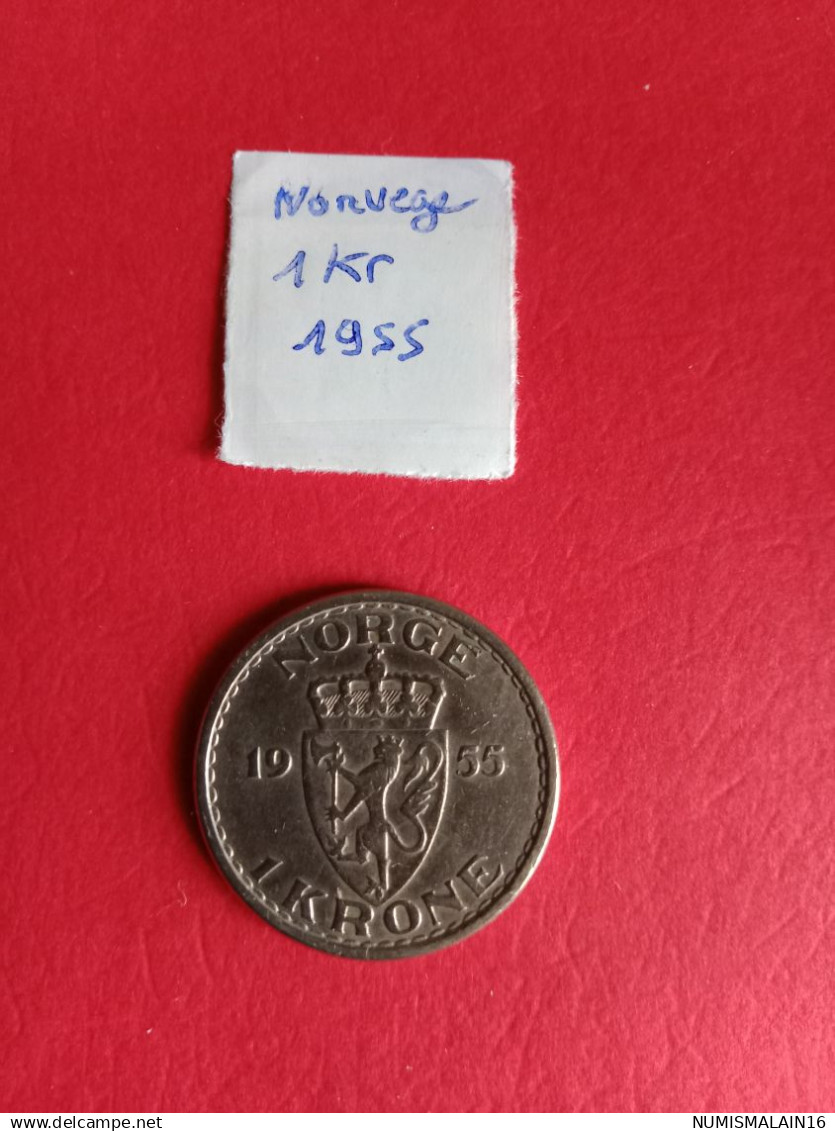 Norvege
1 Kr
1955
NORGE
19 55
1 KRONE
www.delcampe.net
NUMISMALAIN16